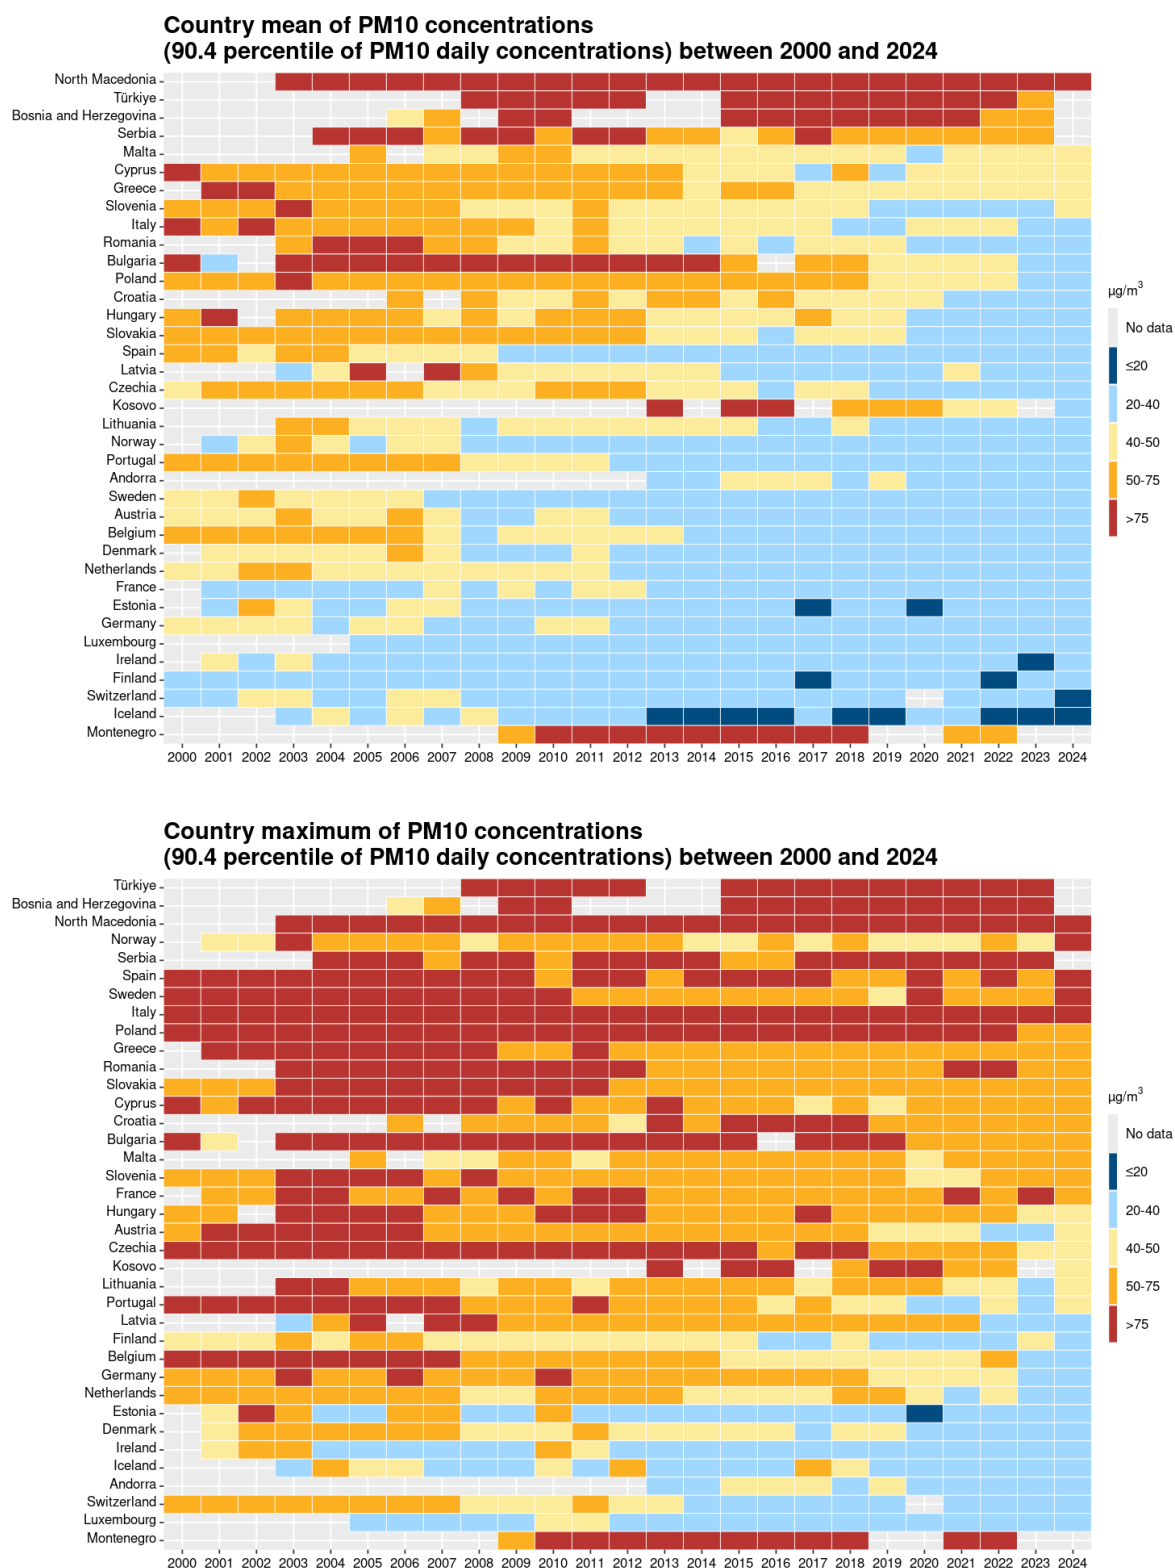 Country mean of PM10 concentrations
(90.4 percentile of PM10 daily concentrations) between 2000 and 2024
North Macedonia
Türkiye
Bosnia and Herzegovina
Serbia
Malta
Cyprus
Greece
Slovenia
Italy
Romania
Bulgaria
Poland
Croatia
Hungary
Slovakia
Spain
Latvia
Czechia
Kosovo
Lithuania
Norway
Portugal
Andorra
Sweden
Austria
Belgium
Denmark
Netherlands
France
Estonia
Germany
Luxembourg
Ireland
Finland
Switzerland
Iceland
Montenegro
2000 2001 2002 2003 2004 2005 2006 2007 2008 2009 2010 2011 2012 2013 2014 2015 2016 2017 2018 2019 2020 2021 2022 2023 2024
µg/m³
No data
≤20
20-40
40-50
50-75
>75
Country maximum of PM10 concentrations
(90.4 percentile of PM10 daily concentrations) between 2000 and 2024
Türkiye
Bosnia and Herzegovina
North Macedonia
Norway
Serbia
Spain
Sweden
Italy
Poland
Greece
Romania
Slovakia
Cyprus
Croatia
Bulgaria
Malta
Slovenia
France
Hungary
Austria
Czechia
Kosovo
Lithuania
Portugal
Latvia
Finland
Belgium
Germany
Netherlands
Estonia
Denmark
Ireland
Iceland
Andorra
Switzerland
Luxembourg
Montenegro
2000 2001 2002 2003 2004 2005 2006 2007 2008 2009 2010 2011 2012 2013 2014 2015 2016 2017 2018 2019 2020 2021 2022 2023 2024
µg/m³
No data
≤20
20-40
40-50
50-75
>75